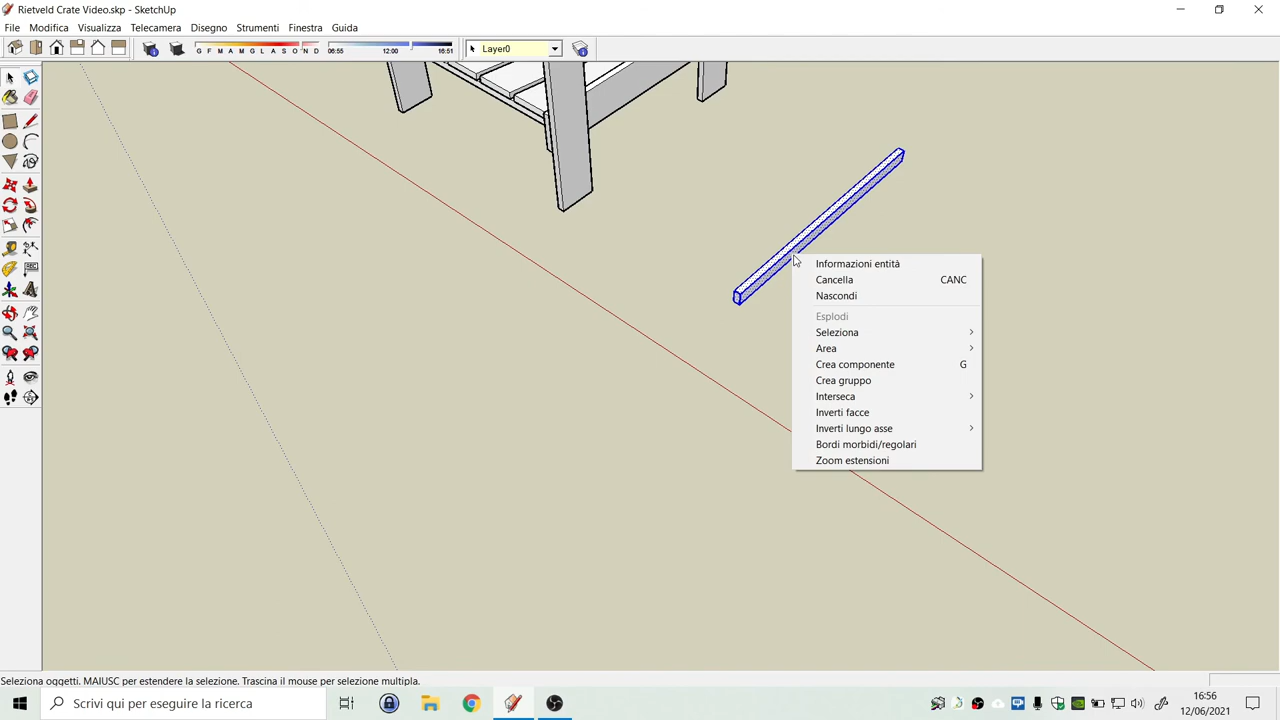 Rietveld Crate Video.skp - SketchUp
File Modifica Visualizza Telecamera Disegno Strumenti Finestra Guida
G F M A M G L A S O N D 06:55 12:00 16:51 Layer0
Informazioni entità
Cancella CANC
Nascondi
Esplodi
Seleziona
Area
Crea componente G
Crea gruppo
Interseca
Inverti facce
Inverti lungo asse
Bordi morbidi/regolari
Zoom estensioni
Seleziona oggetti. MAIUSC per estendere la selezione. Trascina il mouse per selezione multipla.
Scrivi qui per eseguire la ricerca
16:56
12/06/2021